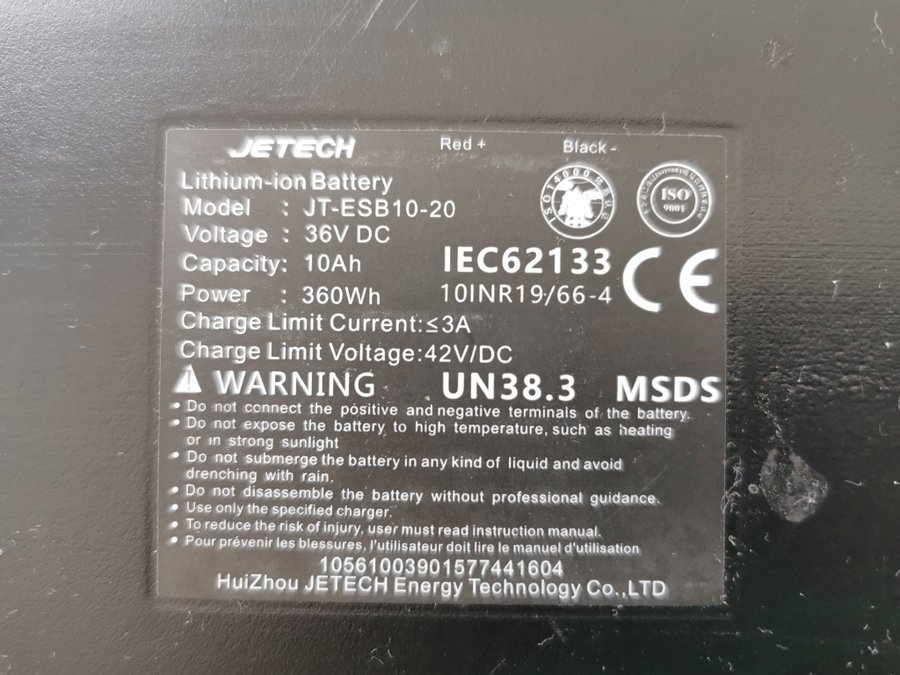 JETECH
Red + Black -
Lithium-ion Battery
Model : JT-ESB10-20
Voltage : 36V DC
Capacity: 10Ah
Power : 360Wh
ISO14000
ISO
9001
IEC62133
10INR19/66-4
CE
Charge Limit Current:≤3A
Charge Limit Voltage:42V/DC
WARNING UN38.3 MSDS
• Do not connect the positive and negative terminals of the battery.
• Do not expose the battery to high temperature, such as heating
or in strong sunlight
• Do not submerge the battery in any kind of liquid and avoid
drenching with rain.
• Do not disassemble the battery without professional guidance.
• Use only the specified charger.
• To reduce the risk of injury, user must read instruction manual.
• Pour prévenir les blessures, l'utilisateur doit lire le manuel d'utilisation
10561003901577441604
HuiZhou JETECH Energy Technology Co.,LTD